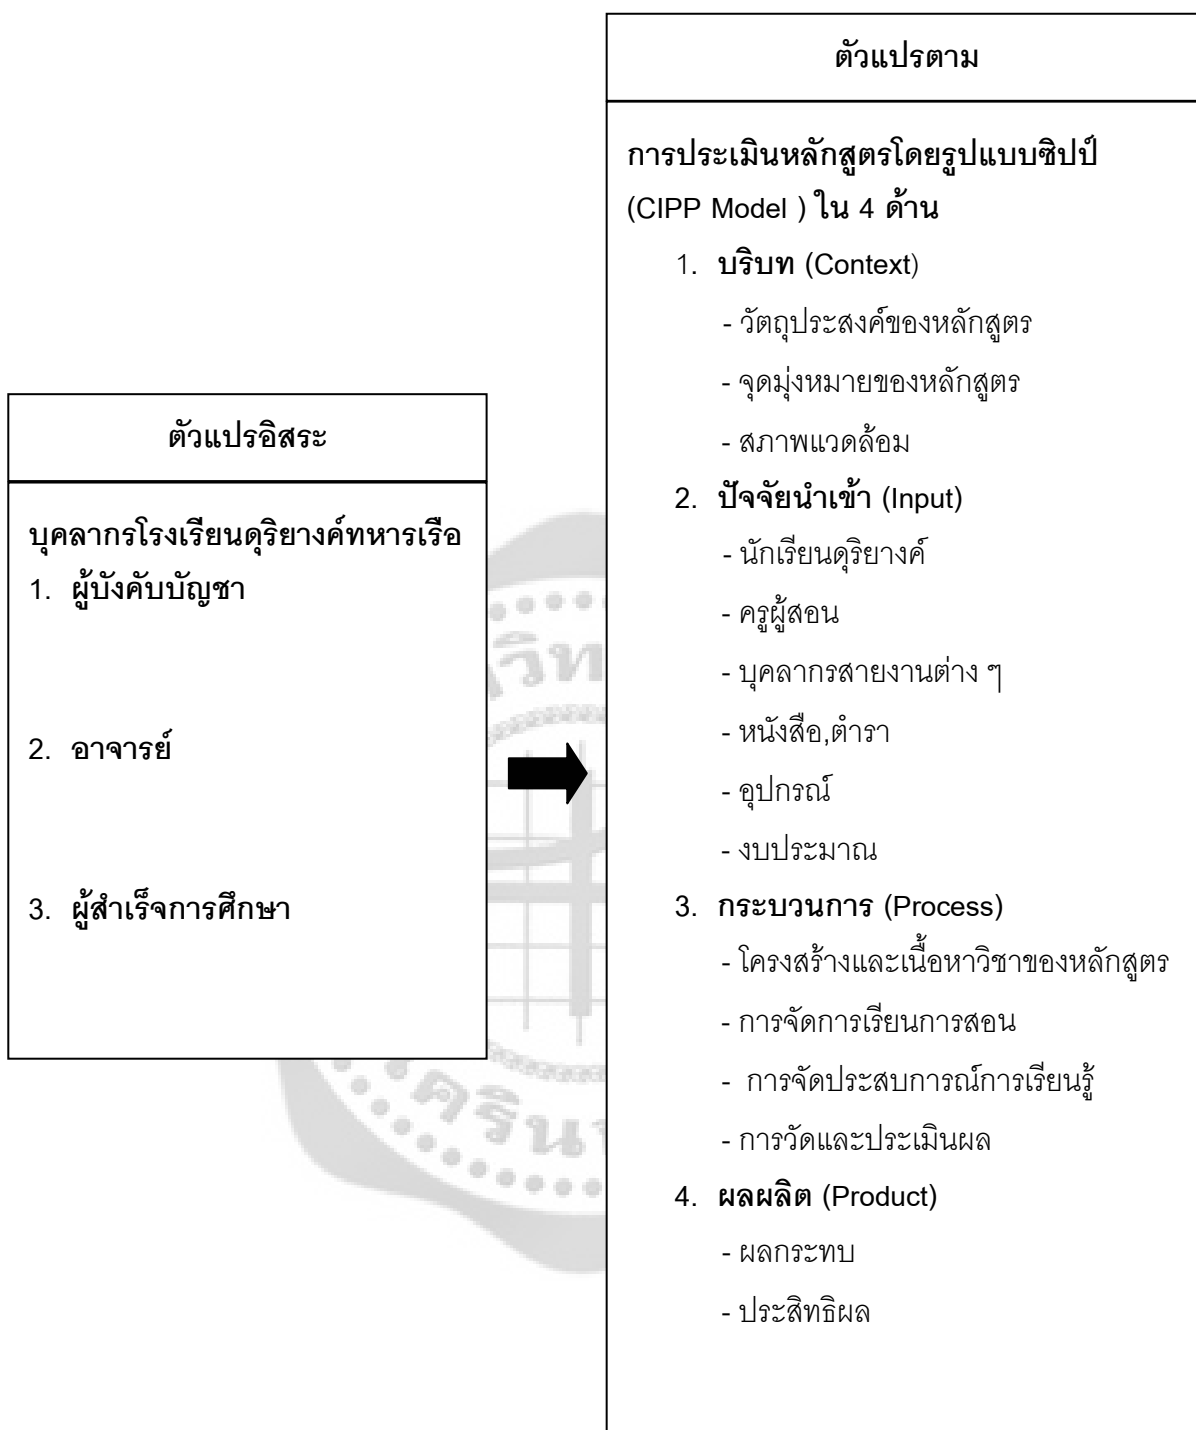 ตัวแปรอิสระ
บุคลากรโรงเรียนดุริยางค์ทหารเรือ
1. ผู้บังคับบัญชา
2. อาจารย์
3. ผู้สำเร็จการศึกษา
ตัวแปรตาม
การประเมินหลักสูตรโดยรูปแบบซิปป์
(CIPP Model ) ใน 4 ด้าน
1. บริบท (Context)
- วัตถุประสงค์ของหลักสูตร
- จุดมุ่งหมายของหลักสูตร
- สภาพแวดล้อม
2. ปัจจัยนำเข้า (Input)
- นักเรียนดุริยางค์
- ครูผู้สอน
- บุคลากรสายงานต่าง ๆ
- หนังสือ,ตำรา
- อุปกรณ์
- งบประมาณ
3. กระบวนการ (Process)
- โครงสร้างและเนื้อหาวิชาของหลักสูตร
- การจัดการเรียนการสอน
- การจัดประสบการณ์การเรียนรู้
- การวัดและประเมินผล
4. ผลผลิต (Product)
- ผลกระทบ
- ประสิทธิผล